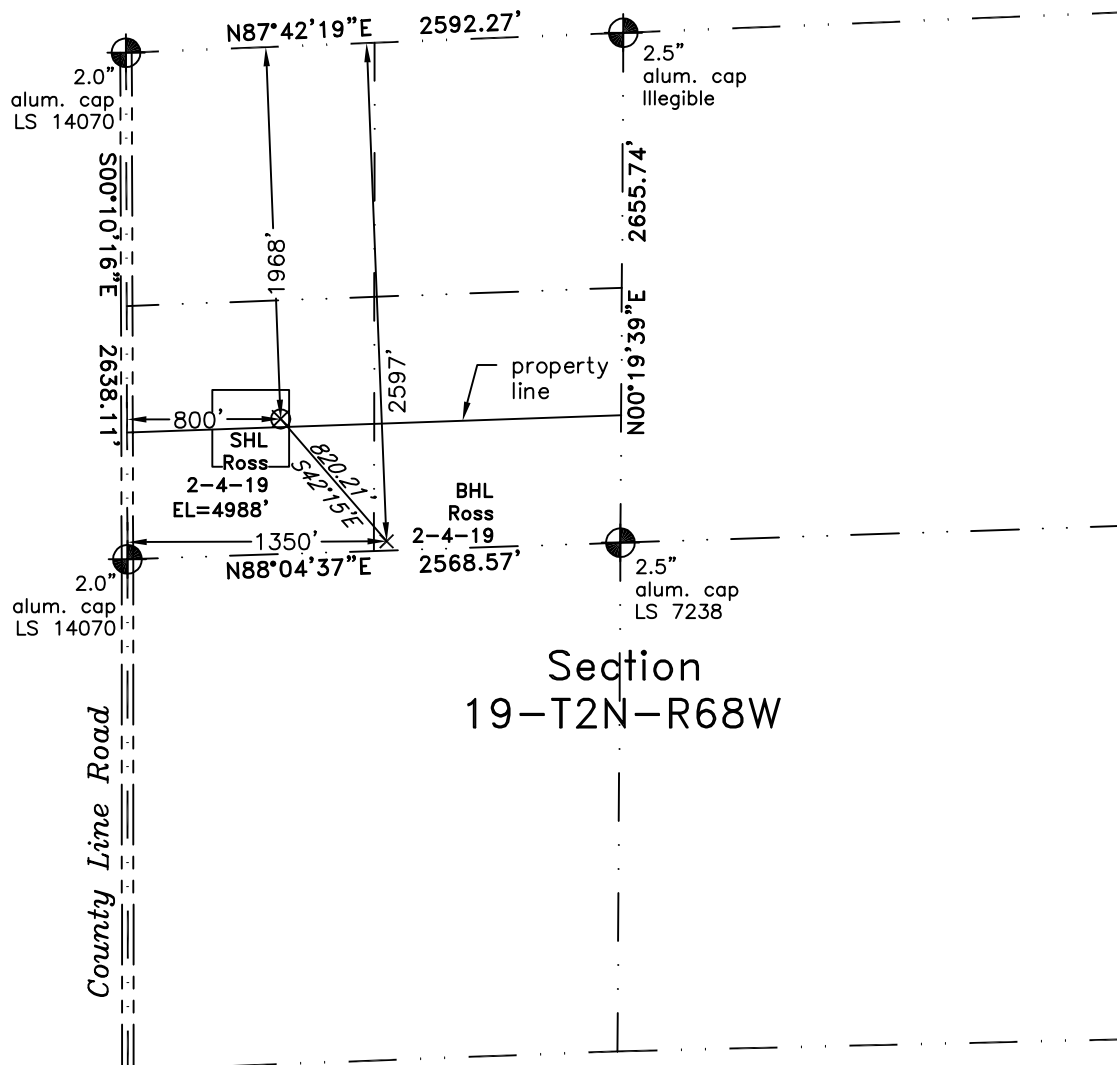 N87°42'19"E 2592.27'
2.0"
alum. cap
LS 14070
2.5"
alum. cap
Illegible
S00°10'16"E
2638.11'
1968'
2597'
2655.74'
N00°19'39"E
property
line
800'
SHL
Ross
2-4-19
EL=4988'
820.21'
S42°15'E
BHL
Ross
2-4-19
1350'
N88°04'37"E 2568.57'
2.0"
alum. cap
LS 14070
2.5"
alum. cap
LS 7238
Section
19-T2N-R68W
County Line Road